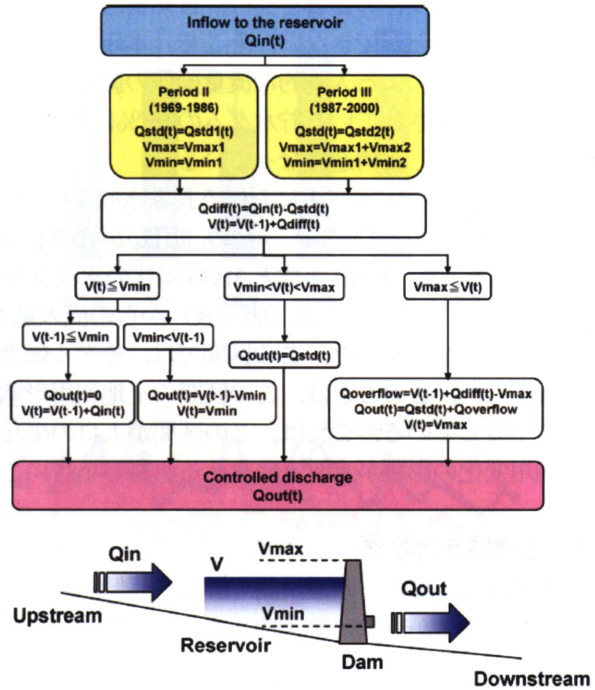 Inflow to the reservoir
Qin(t)
Period II
(1969-1986)
Qstd(t)=Qstd1(t)
Vmax=Vmax1
Vmin=Vmin1
Period III
(1987-2000)
Qstd(t)=Qstd2(t)
Vmax=Vmax1+Vmax2
Vmin=Vmin1+Vmin2
Qdiff(t)=Qin(t)-Qstd(t)
V(t)=V(t-1)+Qdiff(t)
V(t)≦Vmin
Vmin<V(t)<Vmax
Vmax≦V(t)
V(t-1)≦Vmin
Vmin<V(t-1)
Qout(t)=Qstd(t)
Qout(t)=0
V(t)=V(t-1)+Qin(t)
Qout(t)=V(t-1)-Vmin
V(t)=Vmin
Qoverflow=V(t-1)+Qdiff(t)-Vmax
Qout(t)=Qstd(t)+Qoverflow
V(t)=Vmax
Controlled discharge
Qout(t)
Qin
V
Vmax
Qout
Upstream
Vmin
Reservoir
Dam
Downstream